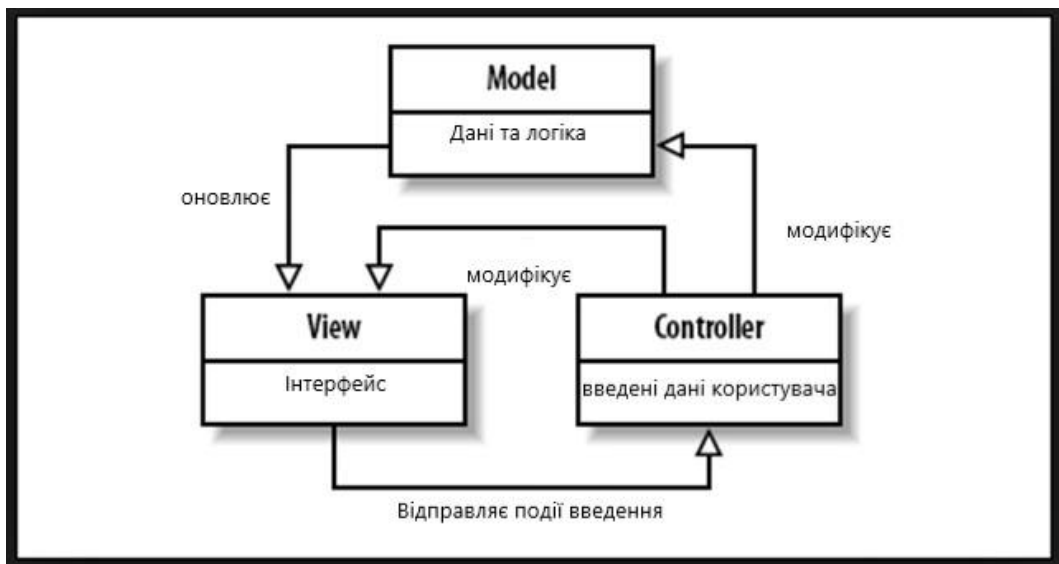 Model
Дані та логіка
оновлює
модифікує
модифікує
View
Controller
Інтерфейс
введені дані користувача
Відправляє події введення